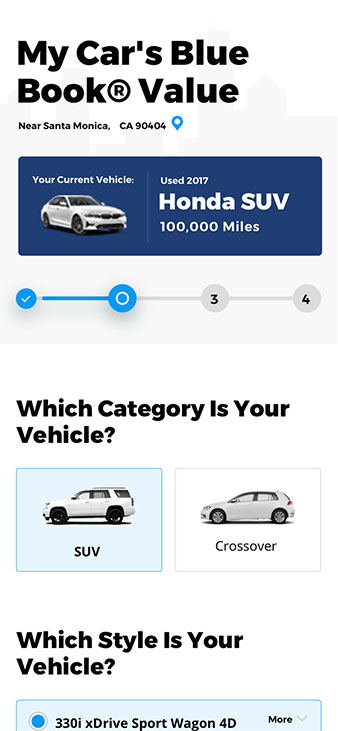 My Car's Blue
Book® Value
Near Santa Monica, CA 90404
Your Current Vehicle:
Used 2017
Honda SUV
100,000 Miles
3
4
Which Category Is Your
Vehicle?
SUV
Crossover
Which Style Is Your
Vehicle?
330i xDrive Sport Wagon 4D
More